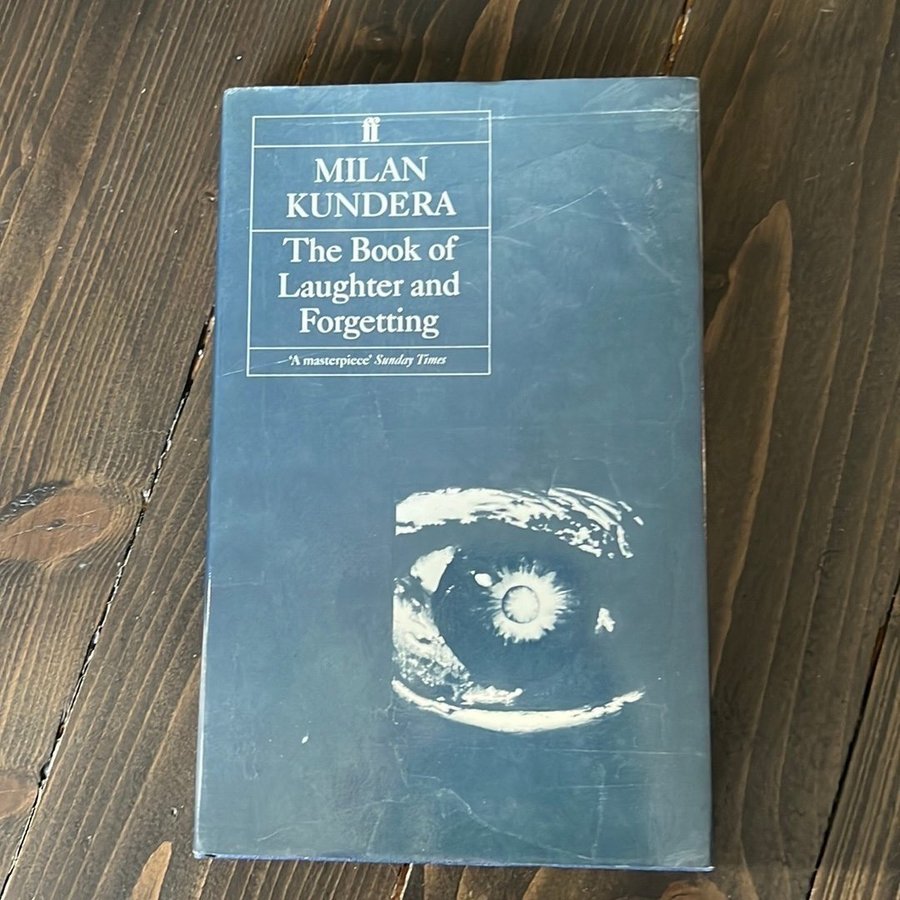 ff
MILAN
KUNDERA
The Book of
Laughter and
Forgetting
‘A masterpiece’ Sunday Times